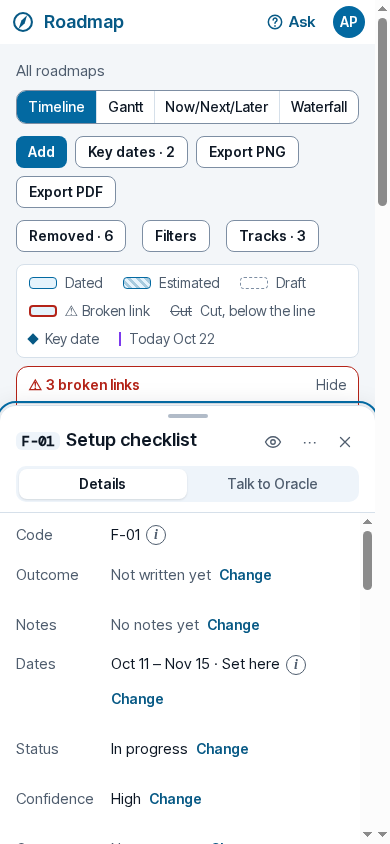 Roadmap
Ask
AP
All roadmaps
Timeline Gantt Now/Next/Later Waterfall
Add Key dates · 2 Export PNG
Export PDF
Removed · 6 Filters Tracks · 3
Dated Estimated Draft
⚠ Broken link Cut Cut, below the line
Key date Today Oct 22
⚠ 3 broken links Hide
F-01 Setup checklist
Details Talk to Oracle
Code F-01 i
Outcome Not written yet Change
Notes No notes yet Change
Dates Oct 11 – Nov 15 · Set here i
Change
Status In progress Change
Confidence High Change